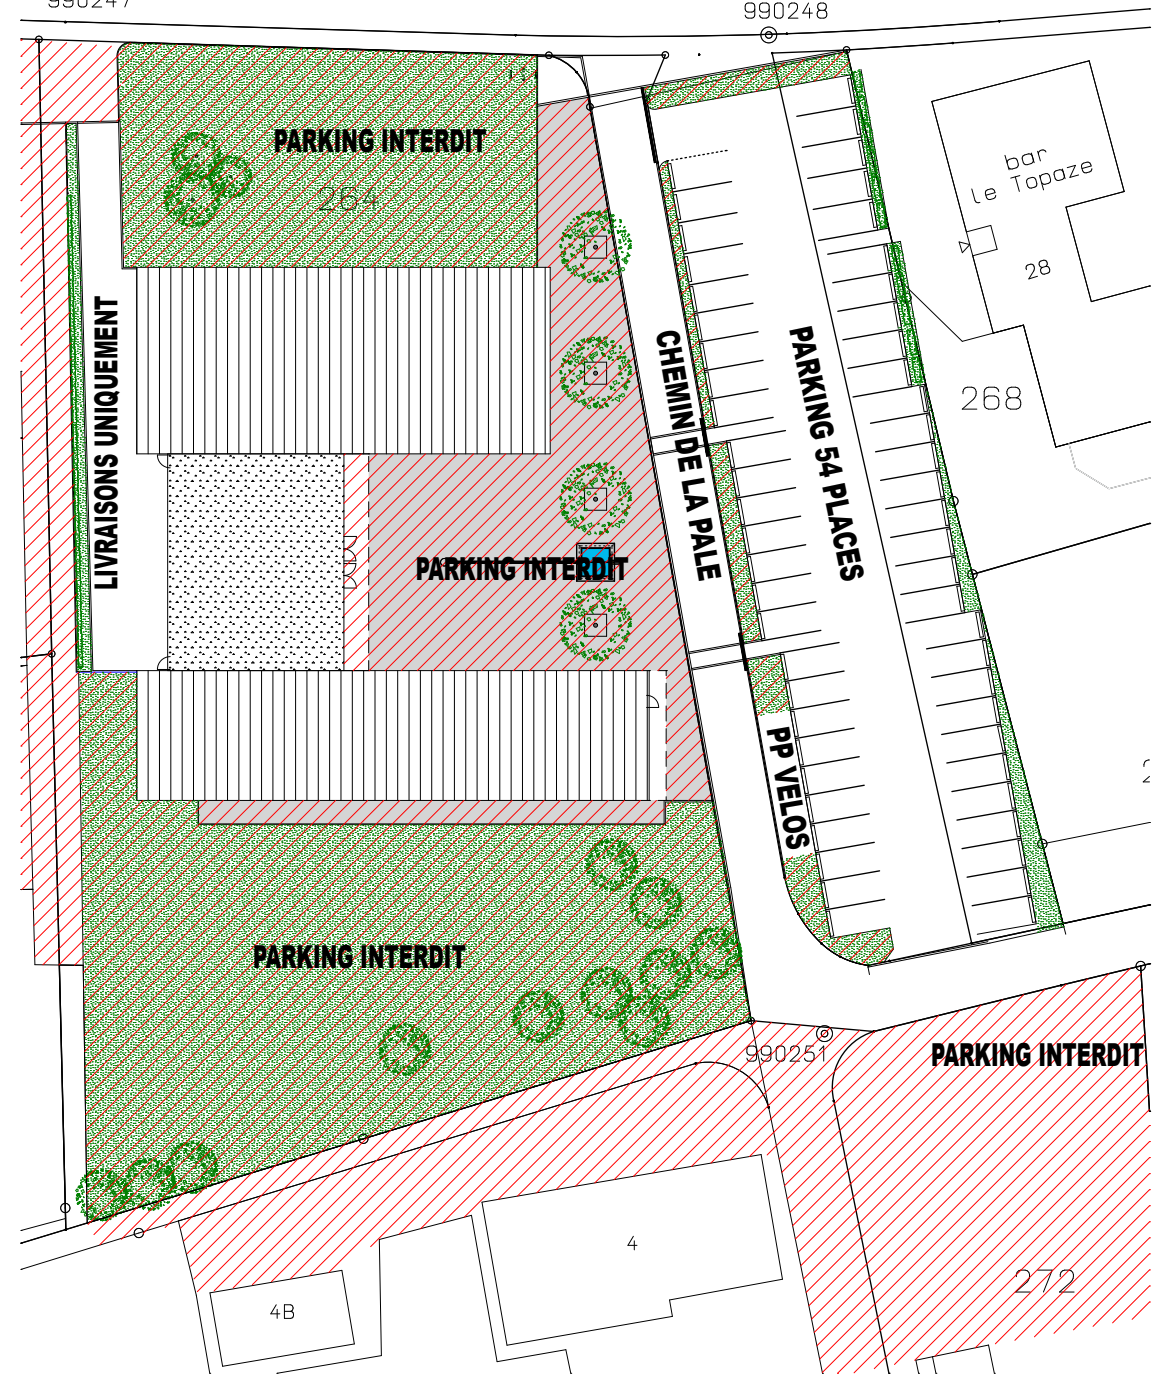 990247
990248
PARKING INTERDIT
264
bar
le Topaze
28
LIVRAISONS UNIQUEMENT
CHEMIN DE LA PALE
PARKING 54 PLACES
268
PARKING INTERDIT
PP VELOS
PARKING INTERDIT
990251
PARKING INTERDIT
4
272
4B